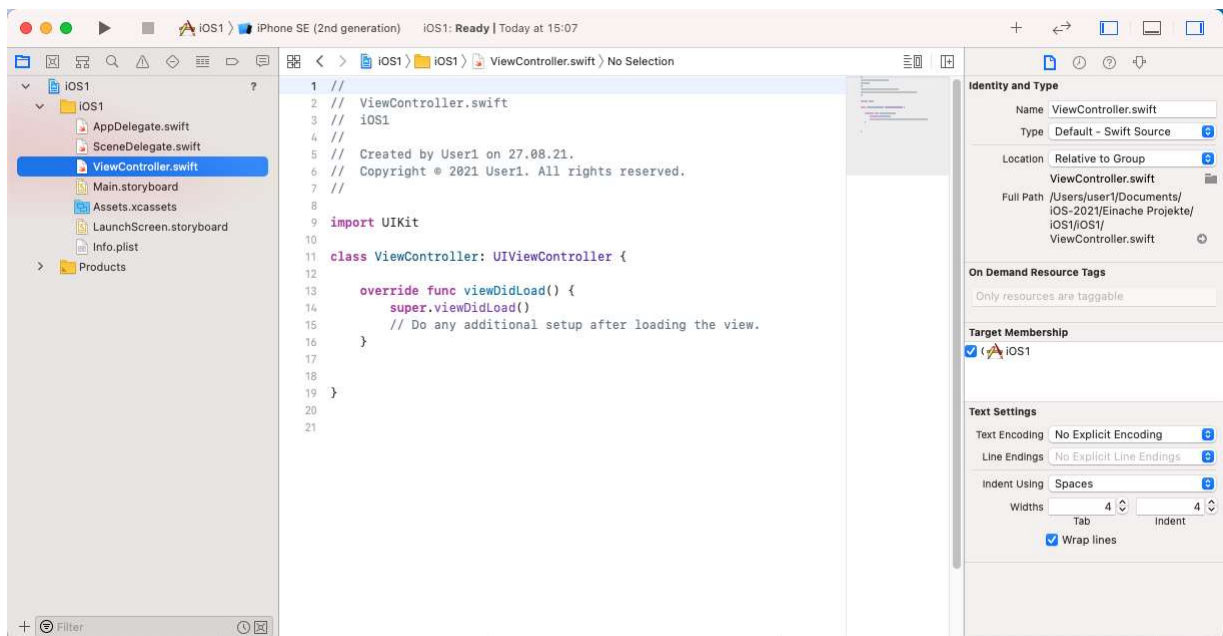 iOS1 〉 iPhone SE (2nd generation) iOS1: Ready | Today at 15:07
iOS1 〉 iOS1 〉 ViewController.swift 〉 No Selection
iOS1 ?
iOS1
AppDelegate.swift
SceneDelegate.swift
ViewController.swift
Main.storyboard
Assets.xcassets
LaunchScreen.storyboard
Info.plist
Products
Filter
1 //
2 //  ViewController.swift
3 //  iOS1
4 //
5 //  Created by User1 on 27.08.21.
6 //  Copyright © 2021 User1. All rights reserved.
7 //
8
9 import UIKit
10
11 class ViewController: UIViewController {
12
13     override func viewDidLoad() {
14         super.viewDidLoad()
15         // Do any additional setup after loading the view.
16     }
17
18
19 }
20
21
Identity and Type
Name ViewController.swift
Type Default - Swift Source
Location Relative to Group
ViewController.swift
Full Path /Users/user1/Documents/
iOS-2021/Einache Projekte/
iOS1/iOS1/
ViewController.swift
On Demand Resource Tags
Only resources are taggable
Target Membership
iOS1
Text Settings
Text Encoding No Explicit Encoding
Line Endings No Explicit Line Endings
Indent Using Spaces
Widths 4 4
Tab Indent
Wrap lines